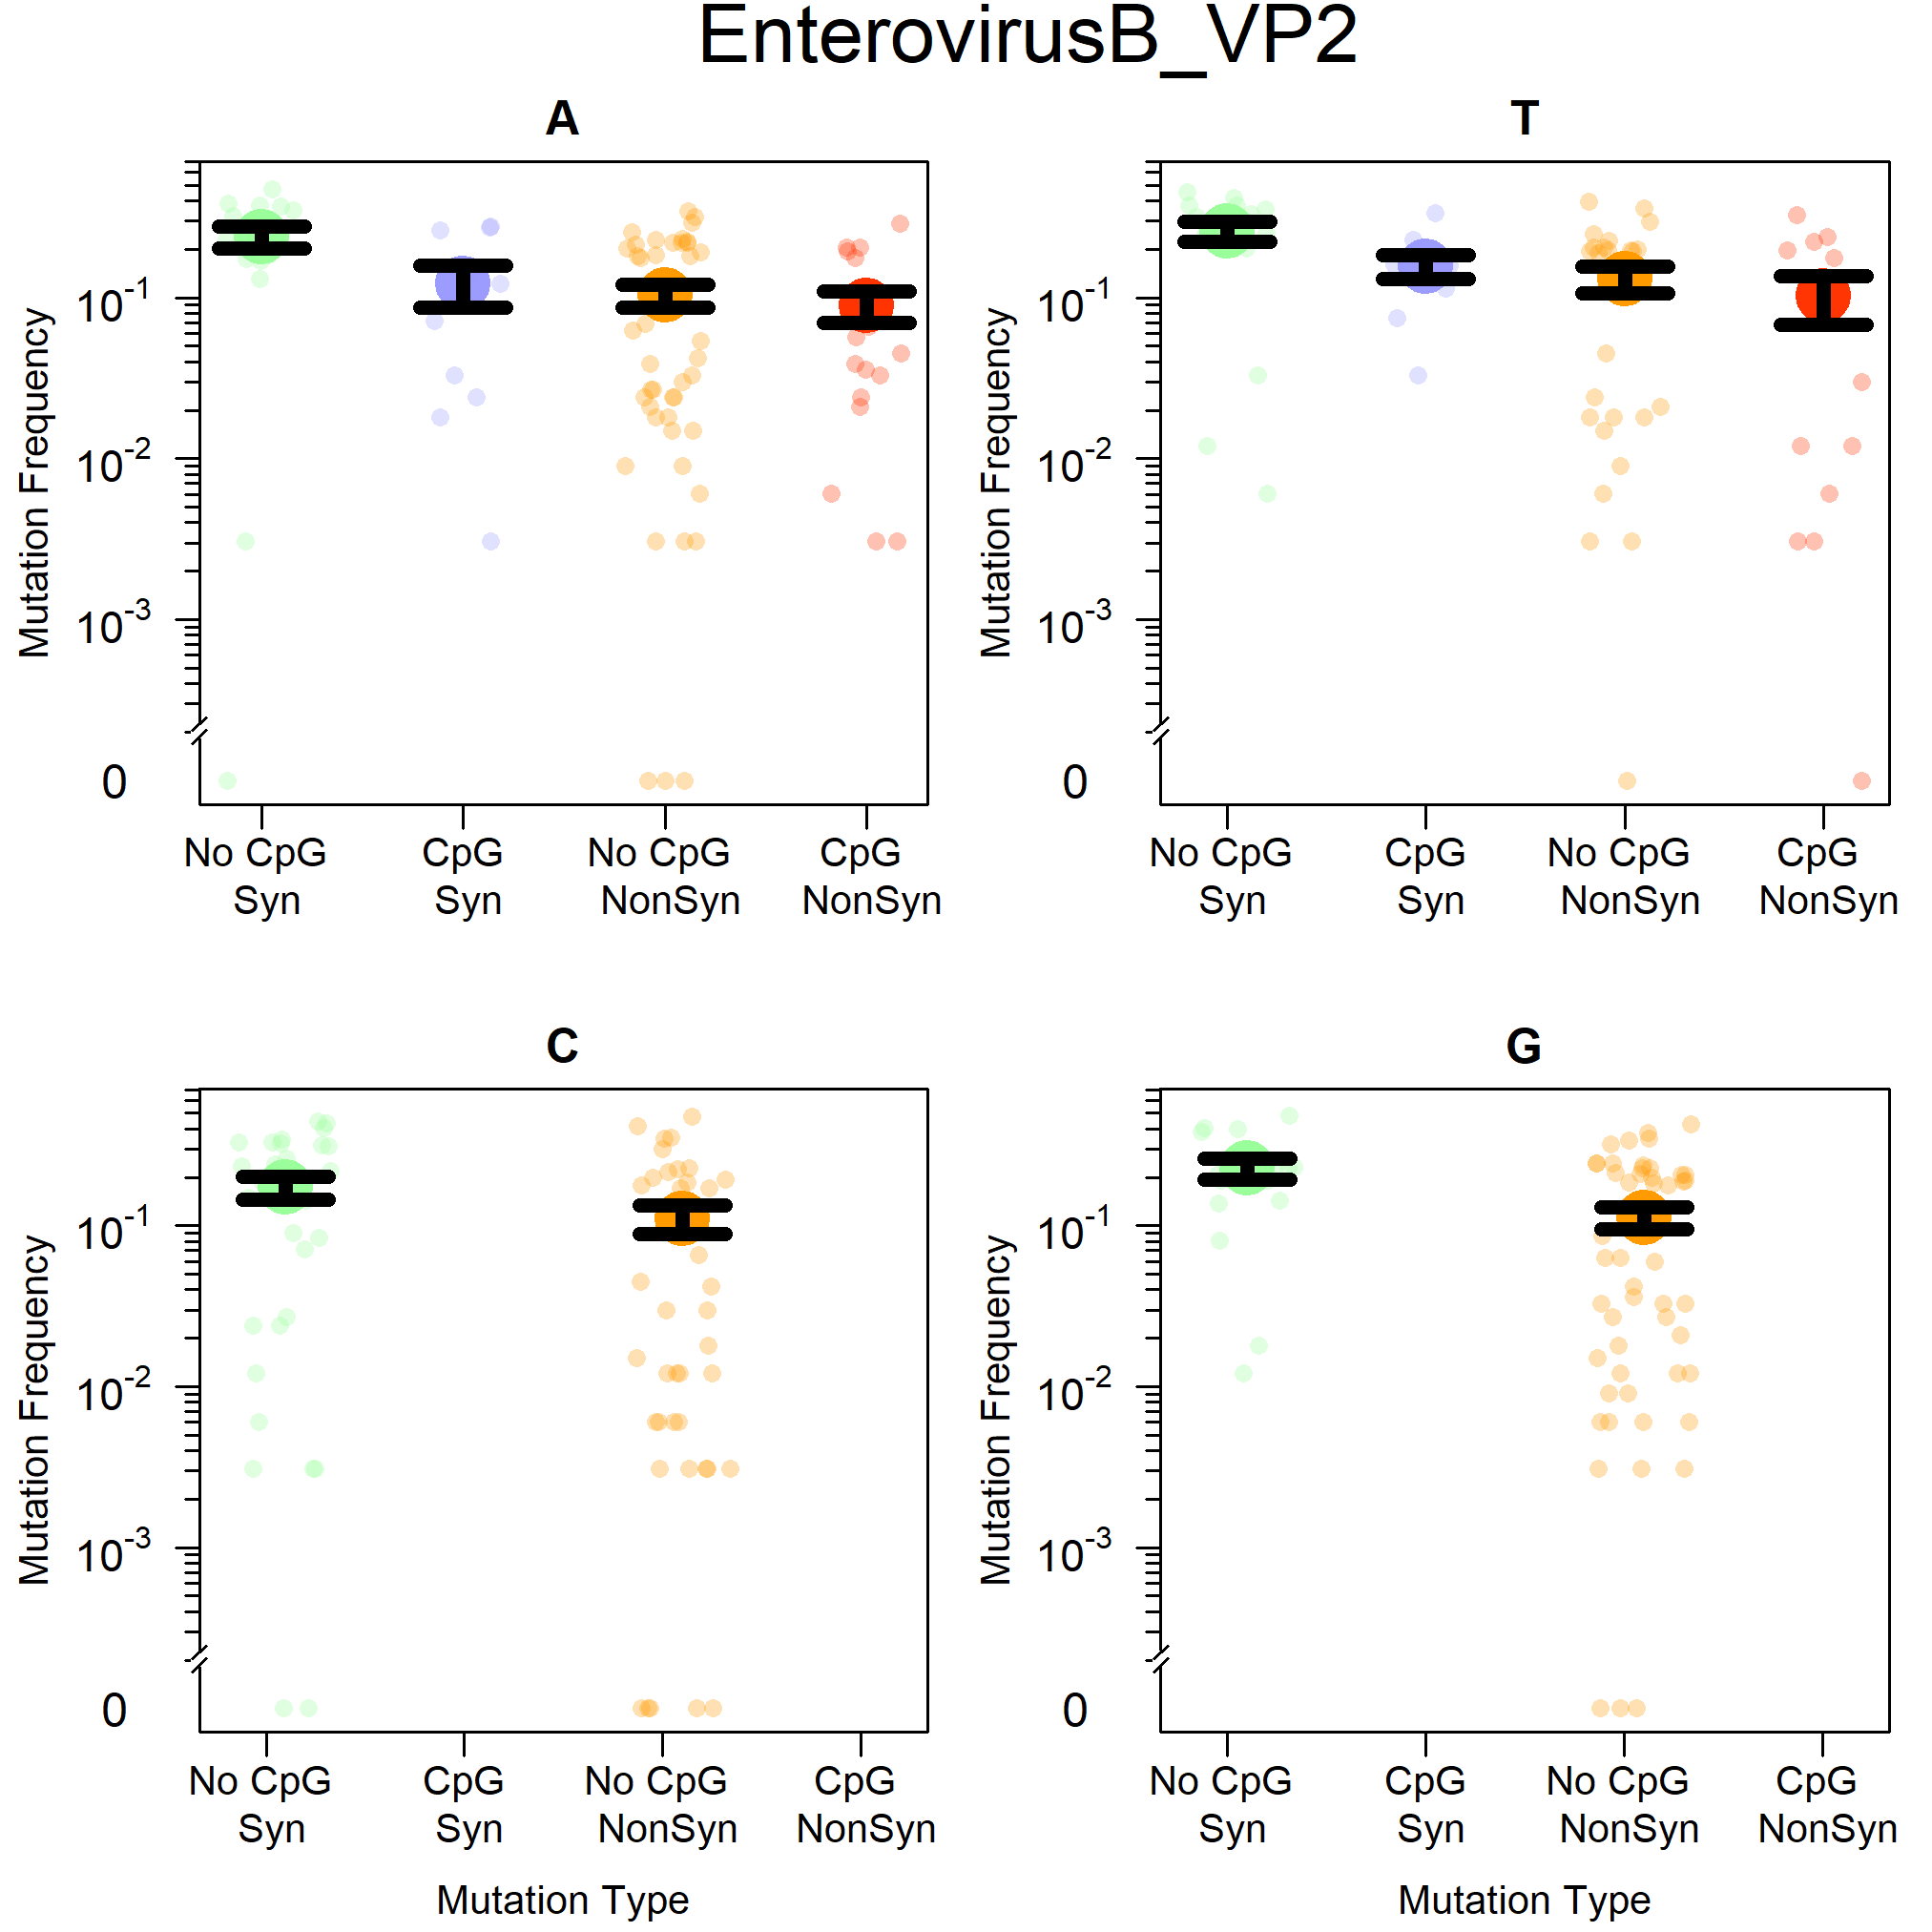 EnterovirusB_VP2
A
Mutation Frequency
10-1
10-2
10-3
0
No CpG Syn
CpG Syn
No CpG NonSyn
CpG NonSyn
T
Mutation Frequency
10-1
10-2
10-3
0
No CpG Syn
CpG Syn
No CpG NonSyn
CpG NonSyn
C
Mutation Frequency
10-1
10-2
10-3
0
No CpG Syn
CpG Syn
No CpG NonSyn
CpG NonSyn
Mutation Type
G
Mutation Frequency
10-1
10-2
10-3
0
No CpG Syn
CpG Syn
No CpG NonSyn
CpG NonSyn
Mutation Type